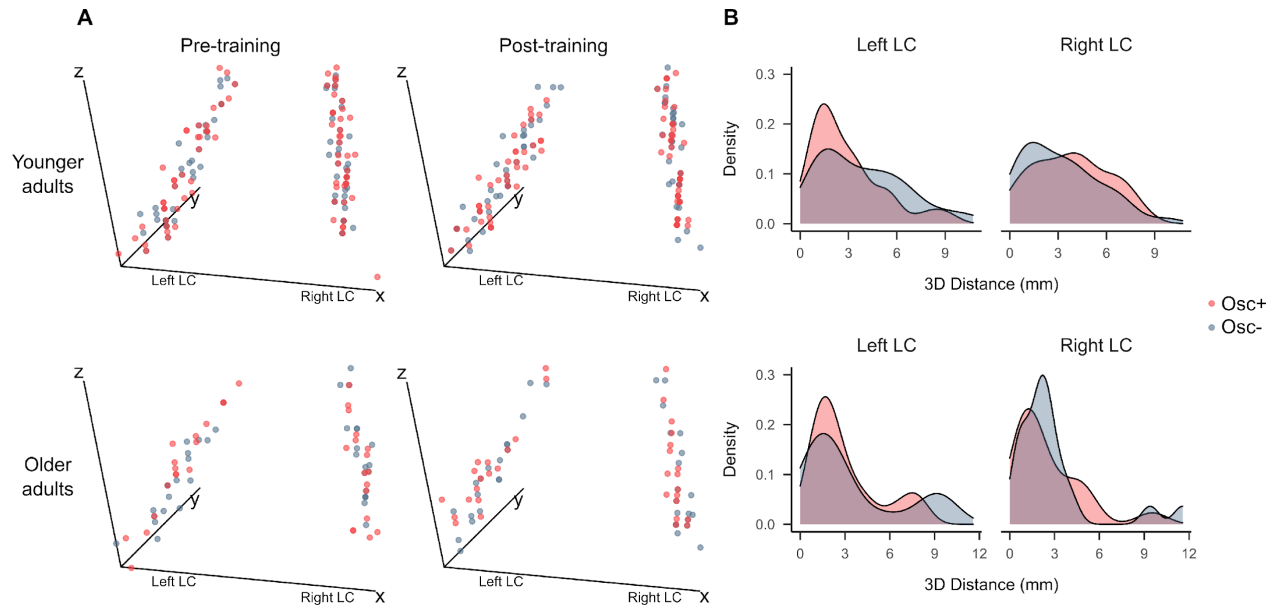 A
B
Pre-training
Post-training
Left LC
Right LC
z
z
0.3
0.2
0.1
0.0
Density
Younger
adults
y
y
Left LC
Right LC
x
Left LC
Right LC
x
0
3
6
9
0
3
6
9
3D Distance (mm)
Osc+
Osc-
Left LC
Right LC
z
z
0.3
0.2
0.1
0.0
Density
Older
adults
y
y
Left LC
Right LC
x
Left LC
Right LC
x
0
3
6
9
12
0
3
6
9
12
3D Distance (mm)